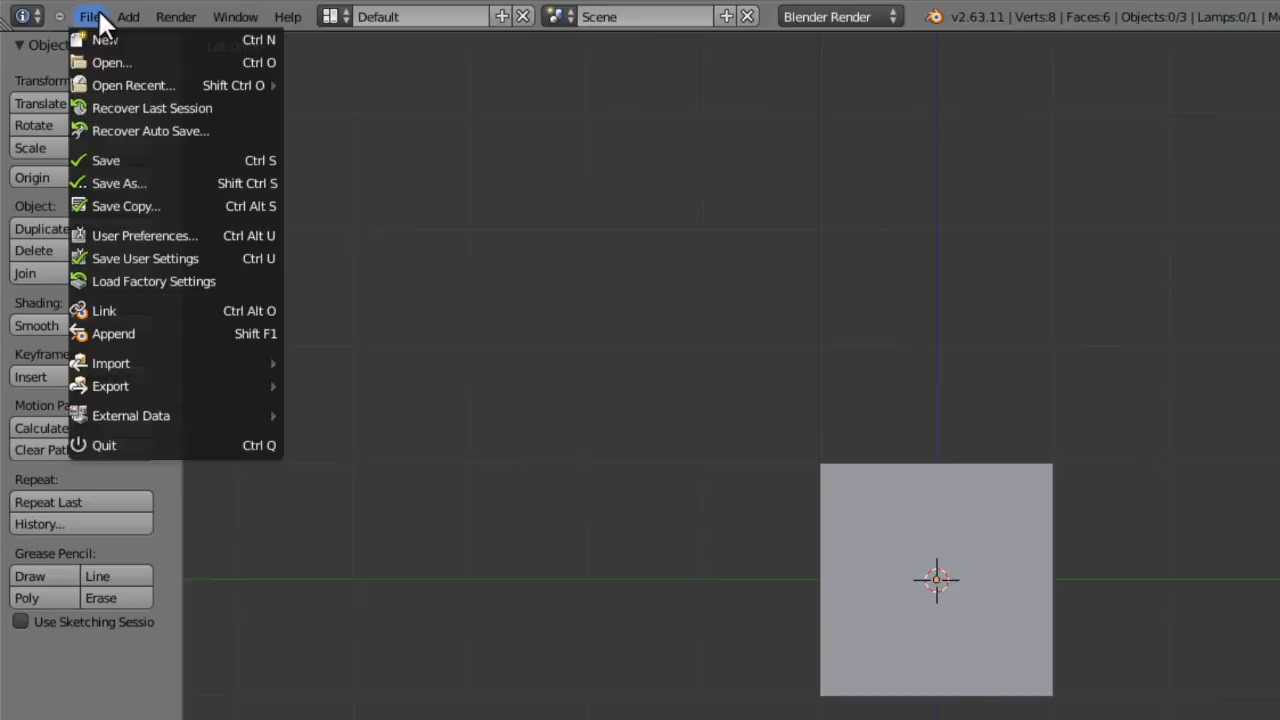 File Add Render Window Help Default Scene Blender Render v2.63.11 | Verts:8 | Faces:6 | Objects:0/3 | Lamps:0/1 |
New Ctrl N
Open... Ctrl O
Open Recent... Shift Ctrl O
Recover Last Session
Recover Auto Save...
Save Ctrl S
Save As... Shift Ctrl S
Save Copy... Ctrl Alt S
User Preferences... Ctrl Alt U
Save User Settings Ctrl U
Load Factory Settings
Link Ctrl Alt O
Append Shift F1
Import
Export
External Data
Quit Ctrl Q
Object
Transform
Translate
Rotate
Scale
Origin
Object:
Duplicate
Delete
Join
Shading:
Smooth
Keyframe
Insert
Motion Pa
Calculate
Clear Pat
Repeat:
Repeat Last
History...
Grease Pencil:
Draw Line
Poly Erase
Use Sketching Sessio